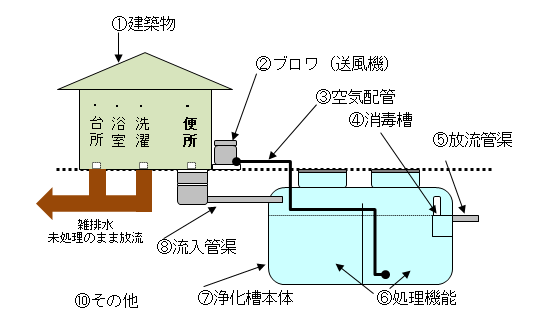 ①建築物
②ブロワ（送風機）
③空気配管
④消毒槽
⑤放流管渠
・台所
・浴室
・洗濯
・便所
雑排水
未処理のまま放流
⑧流入管渠
⑦浄化槽本体
⑥処理機能
⑩その他